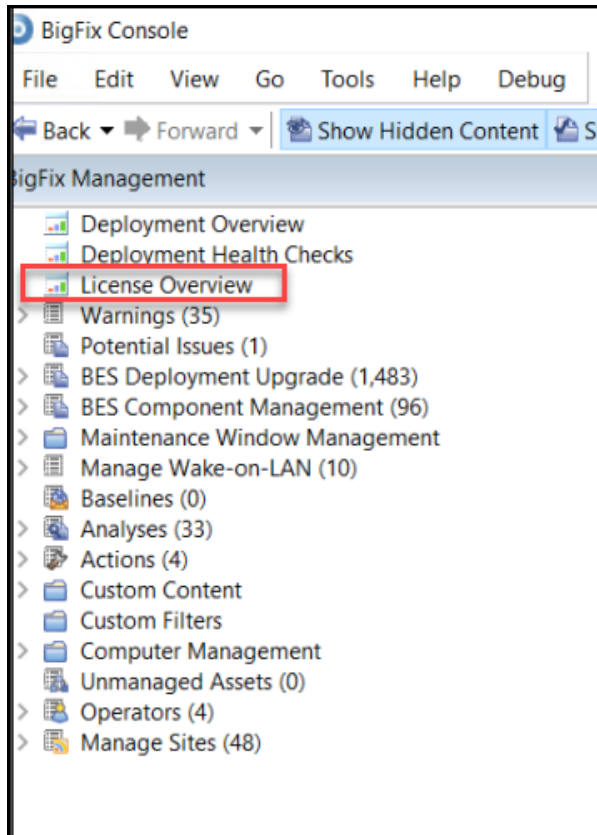 BigFix Console
File Edit View Go Tools Help Debug
Back Forward Show Hidden Content S
BigFix Management
Deployment Overview
Deployment Health Checks
License Overview
Warnings (35)
Potential Issues (1)
BES Deployment Upgrade (1,483)
BES Component Management (96)
Maintenance Window Management
Manage Wake-on-LAN (10)
Baselines (0)
Analyses (33)
Actions (4)
Custom Content
Custom Filters
Computer Management
Unmanaged Assets (0)
Operators (4)
Manage Sites (48)